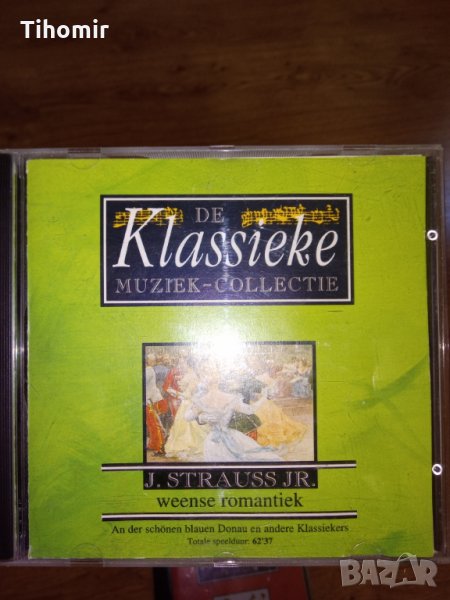 Tihomir
DE
Klassieke
MUZIEK-COLLECTIE
J. STRAUSS JR.
weense romantiek
An der schönen blauen Donau en andere Klassiekers
Totale speelduur: 62'37
BAZAR